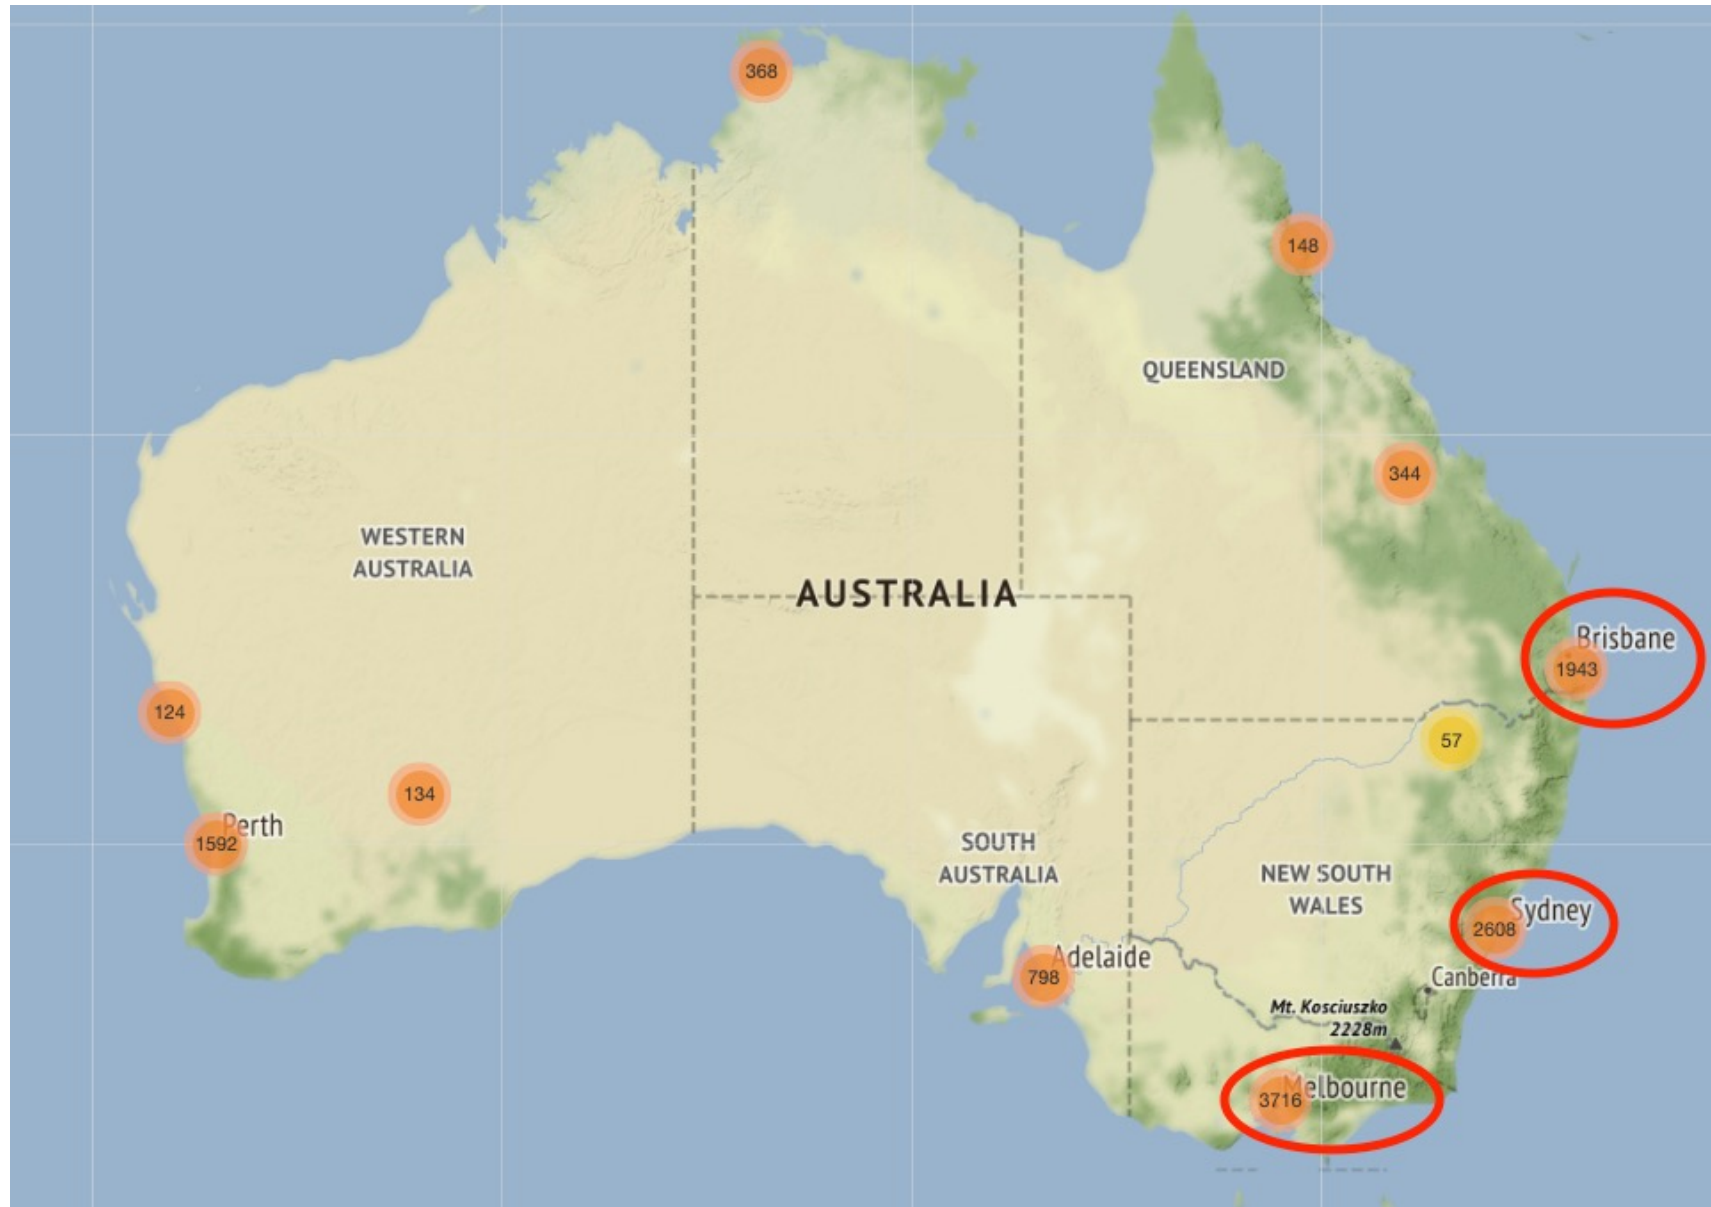 368
148
QUEENSLAND
344
WESTERN
AUSTRALIA
AUSTRALIA
Brisbane
1943
124
57
134
Perth
1592
SOUTH
AUSTRALIA
NEW SOUTH
WALES
Sydney
2608
Adelaide
798
Canberra
Mt. Kosciuszko
2228m
Melbourne
3716